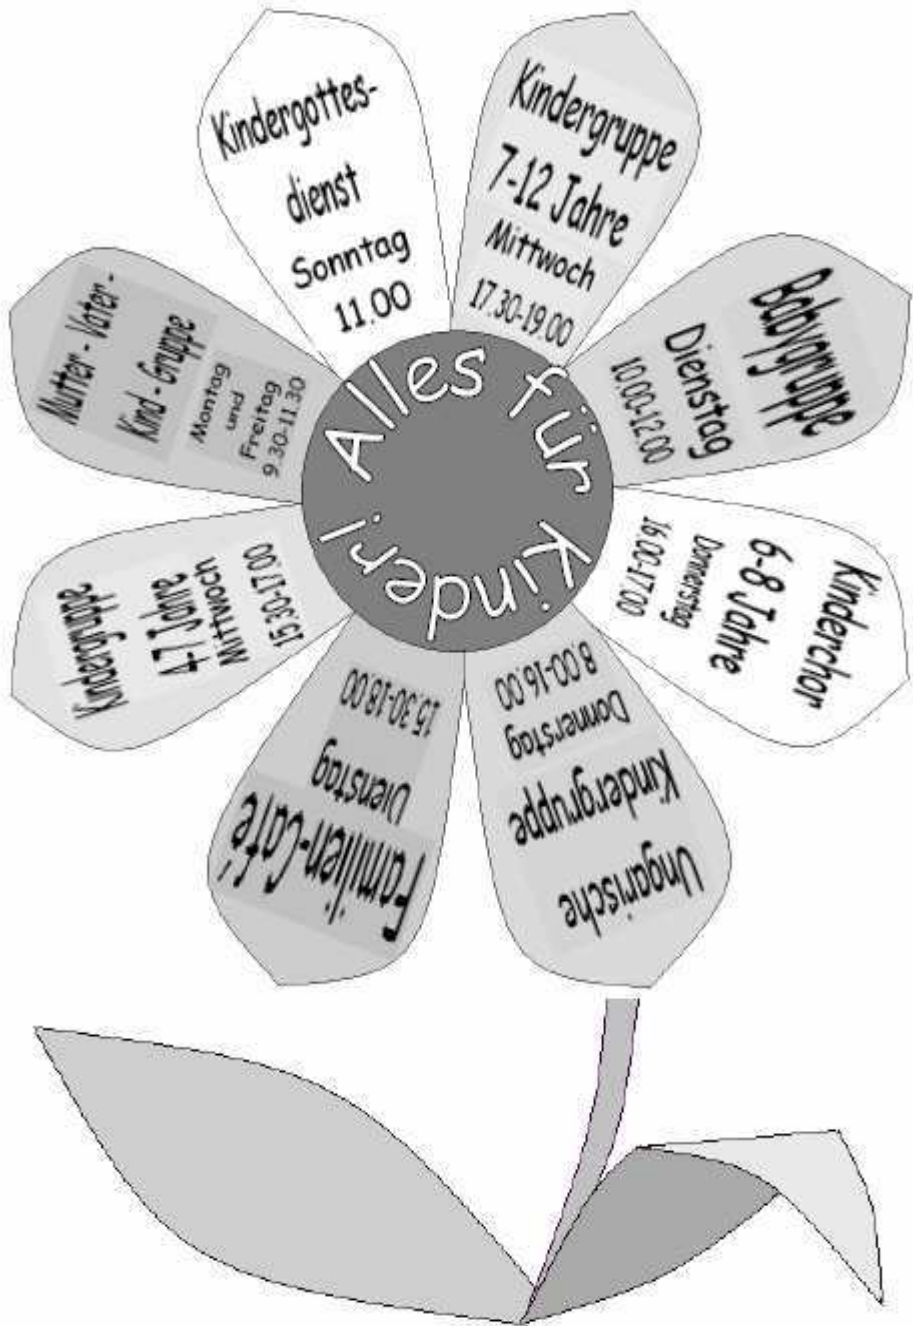 Alles für Kinder!
Kindergottes-
dienst
Sonntag
11.00
Kindergruppe
7-12 Jahre
Mittwoch
17.30-19.00
Babygruppe
Dienstag
10.00-12.00
Kinderchor
6-8 Jahre
Donnerstag
16.00-17.00
Ungarische
Kindergruppe
Donnerstag
8.00-16.00
Familien-Café
Dienstag
15.30-18.00
Kindergruppe
4-7 Jahre
Mittwoch
15.30-17.00
Mutter - Vater -
Kind - Gruppe
Montag
und
Freitag
9.30-11.30